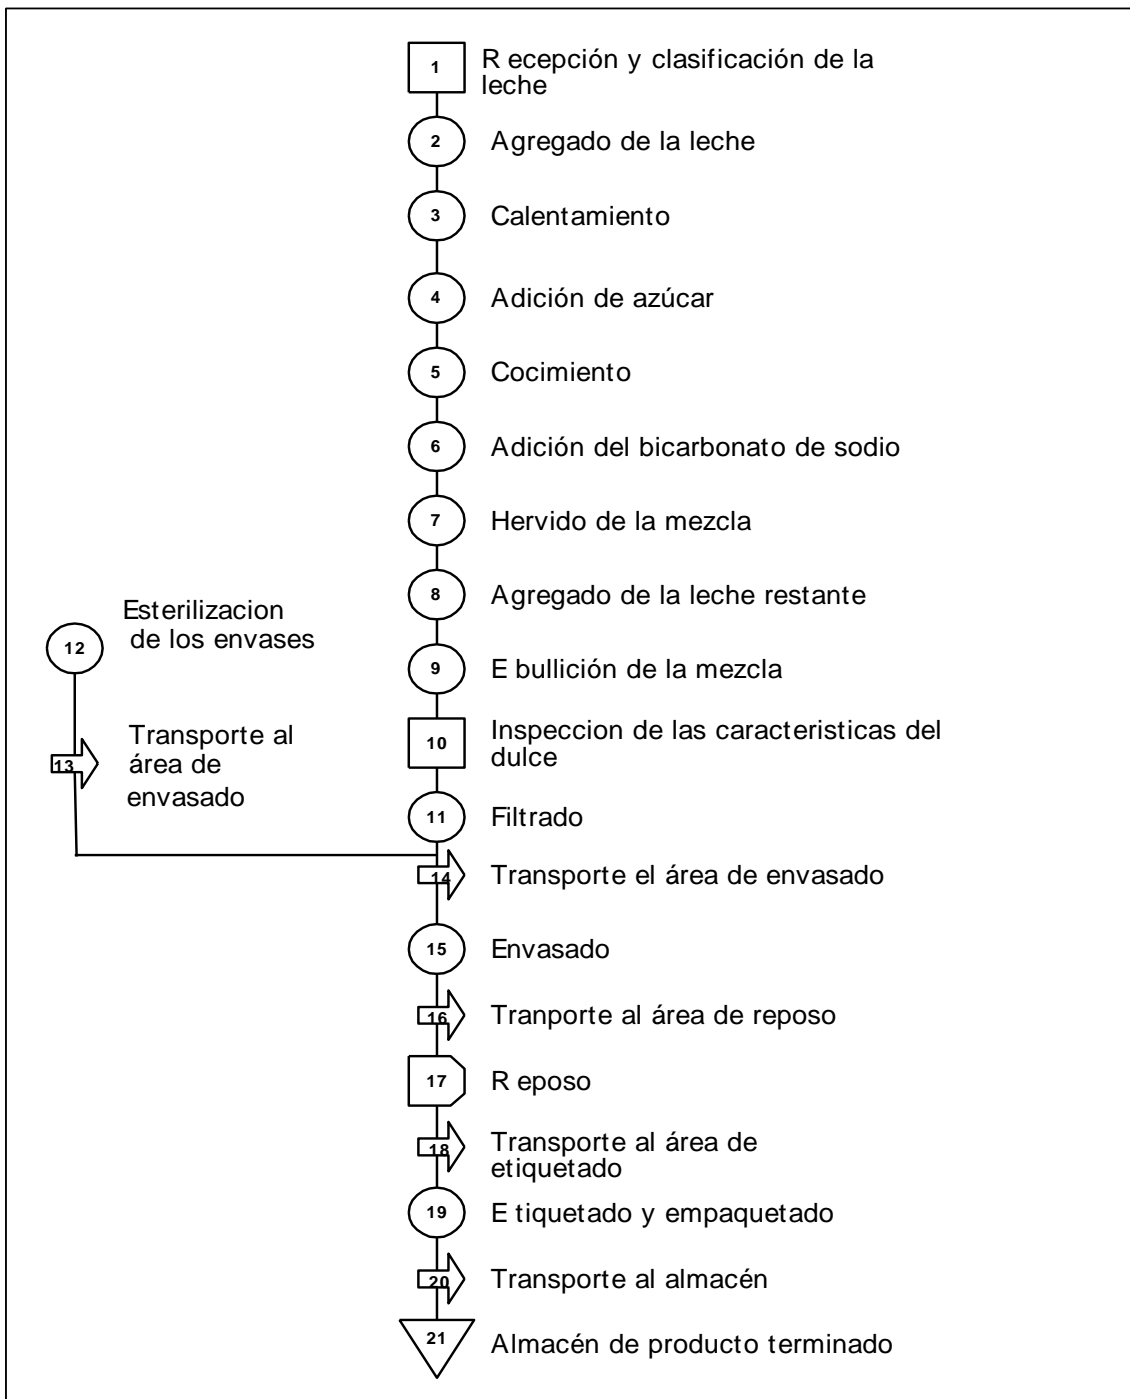 1 Recepción y clasificación de la
leche
2 Agregado de la leche
3 Calentamiento
4 Adición de azúcar
5 Cocimiento
6 Adición del bicarbonato de sodio
7 Hervido de la mezcla
8 Agregado de la leche restante
9 Ebullición de la mezcla
10 Inspeccion de las caracteristicas del
dulce
11 Filtrado
12 Esterilizacion
de los envases
13 Transporte al
área de
envasado
14 Transporte el área de envasado
15 Envasado
16 Tranporte al área de reposo
17 Reposo
18 Transporte al área de
etiquetado
19 Etiquetado y empaquetado
20 Transporte al almacén
21 Almacén de producto terminado